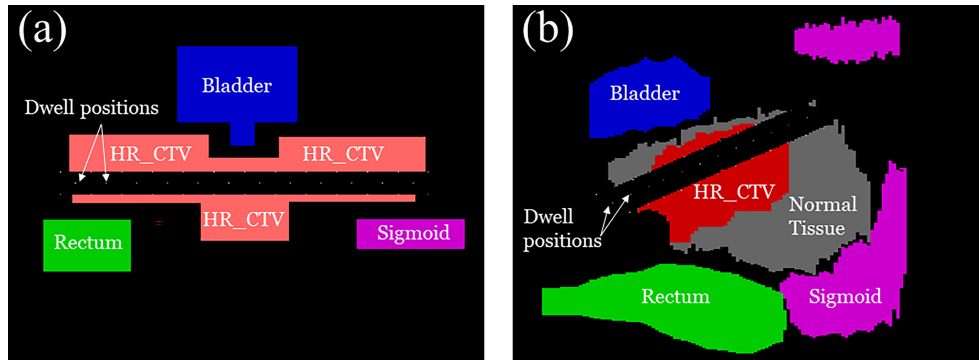 (a)
Bladder
Dwell positions
HR_CTV
HR_CTV
HR_CTV
Rectum
Sigmoid
(b)
Bladder
HR_CTV
Dwell
positions
Normal
Tissue
Rectum
Sigmoid